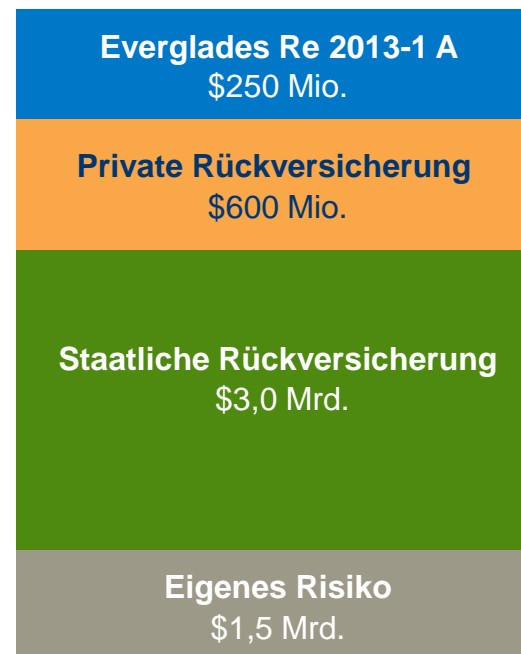 Everglades Re 2013-1 A
$250 Mio.
Private Rückversicherung
$600 Mio.
Staatliche Rückversicherung
$3,0 Mrd.
Eigenes Risiko
$1,5 Mrd.